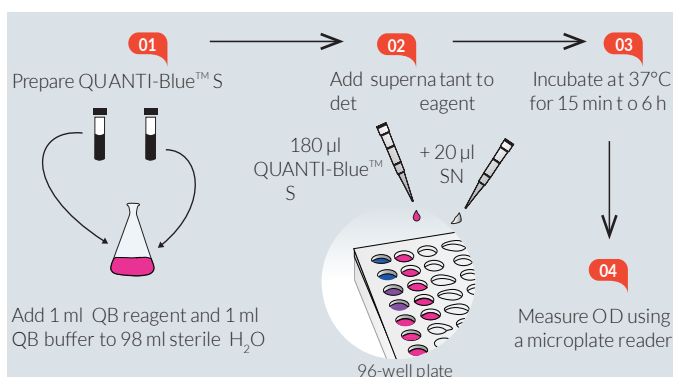 01
Prepare QUANTI-Blue™ S
Add 1 ml QB reagent and 1 ml
QB buffer to 98 ml sterile H₂O
02
Add supernatant to
det eagent
180 µl
QUANTI-Blue™
S
+ 20 µl
SN
96-well plate
03
Incubate at 37°C
for 15 min to 6 h
04
Measure OD using
a microplate reader